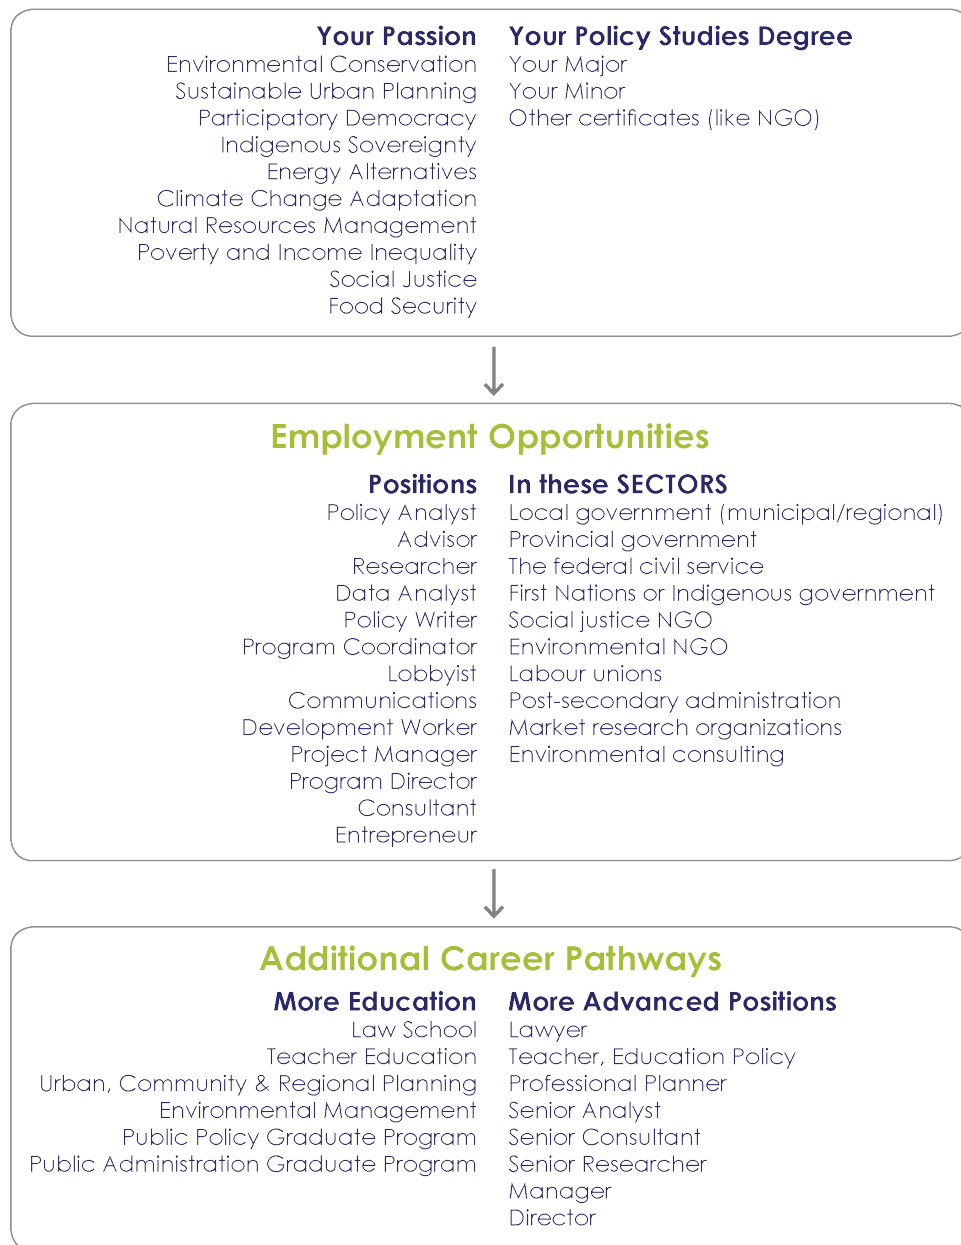 Your Passion
Environmental Conservation
Sustainable Urban Planning
Participatory Democracy
Indigenous Sovereignty
Energy Alternatives
Climate Change Adaptation
Natural Resources Management
Poverty and Income Inequality
Social Justice
Food Security
Your Policy Studies Degree
Your Major
Your Minor
Other certificates (like NGO)
Employment Opportunities
Positions
Policy Analyst
Advisor
Researcher
Data Analyst
Policy Writer
Program Coordinator
Lobbyist
Communications
Development Worker
Project Manager
Program Director
Consultant
Entrepreneur
In these SECTORS
Local government (municipal/regional)
Provincial government
The federal civil service
First Nations or Indigenous government
Social justice NGO
Environmental NGO
Labour unions
Post-secondary administration
Market research organizations
Environmental consulting
Additional Career Pathways
More Education
Law School
Teacher Education
Urban, Community & Regional Planning
Environmental Management
Public Policy Graduate Program
Public Administration Graduate Program
More Advanced Positions
Lawyer
Teacher, Education Policy
Professional Planner
Senior Analyst
Senior Consultant
Senior Researcher
Manager
Director